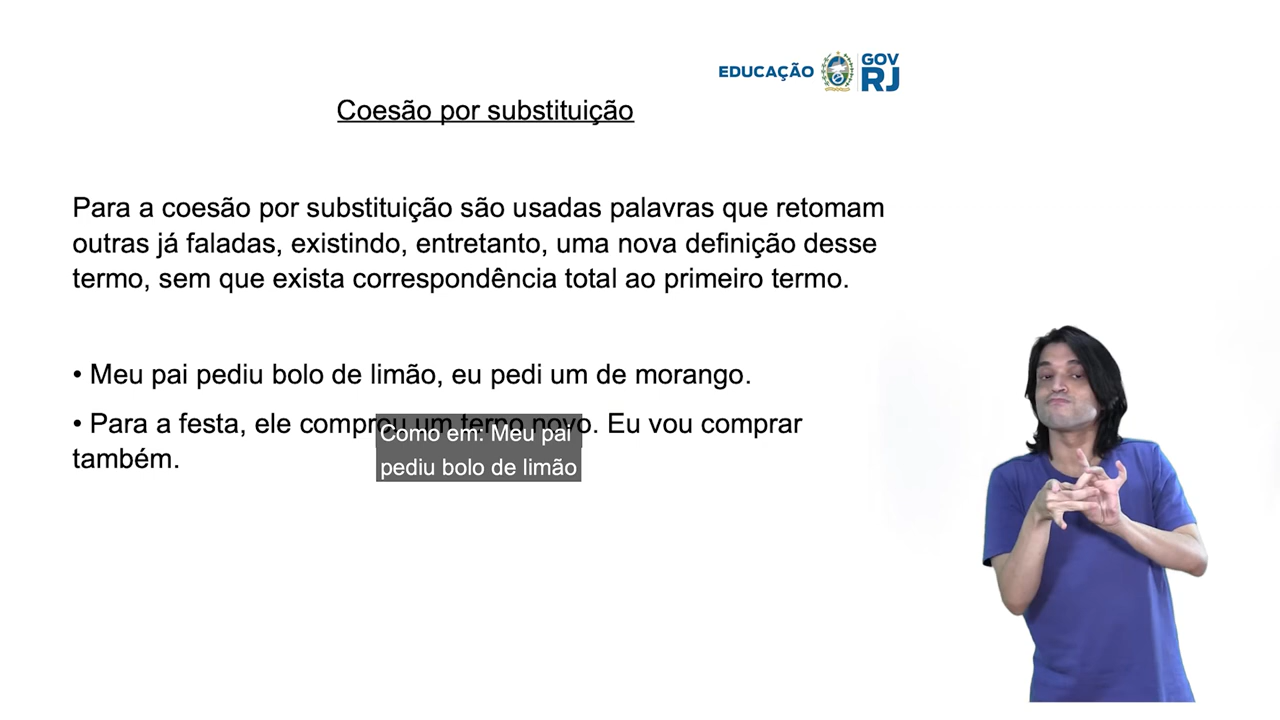 EDUCAÇÃO GOV RJ
Coesão por substituição
Para a coesão por substituição são usadas palavras que retomam
outras já faladas, existindo, entretanto, uma nova definição desse
termo, sem que exista correspondência total ao primeiro termo.
• Meu pai pediu bolo de limão, eu pedi um de morango.
• Para a festa, ele comprou um terno novo. Eu vou comprar
também.
Como em: Meu pai
pediu bolo de limão